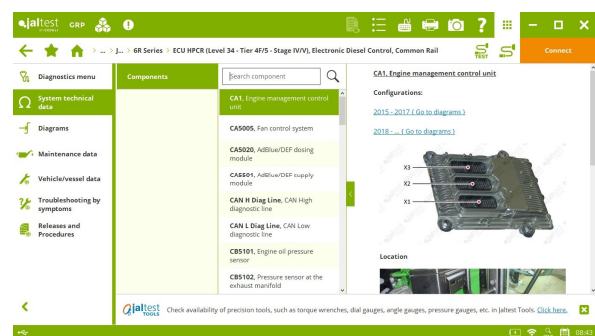 jaltest GRP
> ... > J... > 6R Series > ECU HPCR (Level 34 - Tier 4F/5 - Stage IV/V), Electronic Diesel Control, Common Rail
TEST
Connect
Diagnostics menu
System technical
data
Diagrams
Maintenance data
Vehicle/vessel data
Troubleshooting by
symptoms
Releases and
Procedures
Components
Search component
CA1, Engine management control
unit
CA5005, Fan control system
CA5020, AdBlue/DEF dosing
module
CA5501, AdBlue/DEF supply
module
CAN H Diag Line, CAN High
diagnostic line
CAN L Diag Line, CAN Low
diagnostic line
CB5101, Engine oil pressure
sensor
CB5102, Pressure sensor at the
exhaust manifold
CA1, Engine management control unit
Configurations:
2015 - 2017 ( Go to diagrams )
2018 - ... ( Go to diagrams )
X3
X2
X1
Location
jaltest
TOOLS
Check availability of precision tools, such as torque wrenches, dial gauges, angle gauges, pressure gauges, etc. in Jaltest Tools. Click here.
08:43